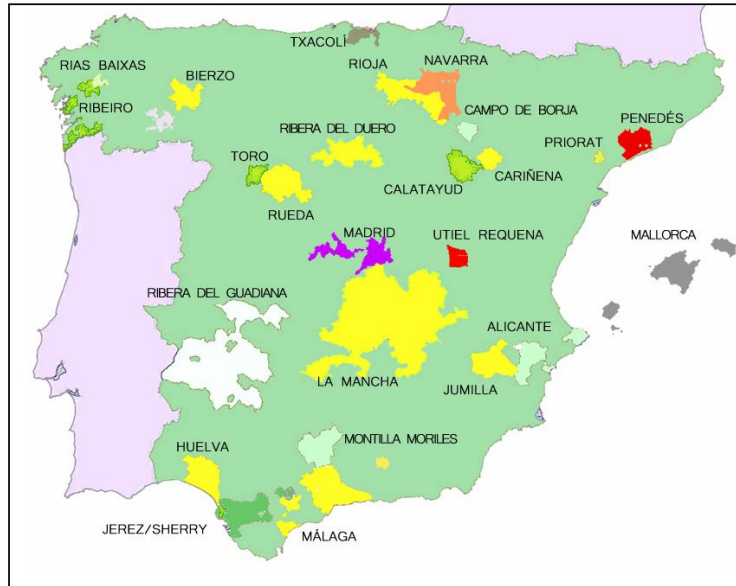 TXACOLÍ
RIAS BAIXAS
BIERZO
RIOJA
NAVARRA
RIBEIRO
CAMPO DE BORJA
PENEDÉS
RIBERA DEL DUERO
PRIORAT
TORO
CALATAYUD
CARIÑENA
RUEDA
MADRID
UTIEL REQUENA
MALLORCA
RIBERA DEL GUADIANA
ALICANTE
LA MANCHA
JUMILLA
HUELVA
MONTILLA MORILES
JEREZ/SHERRY
MÁLAGA